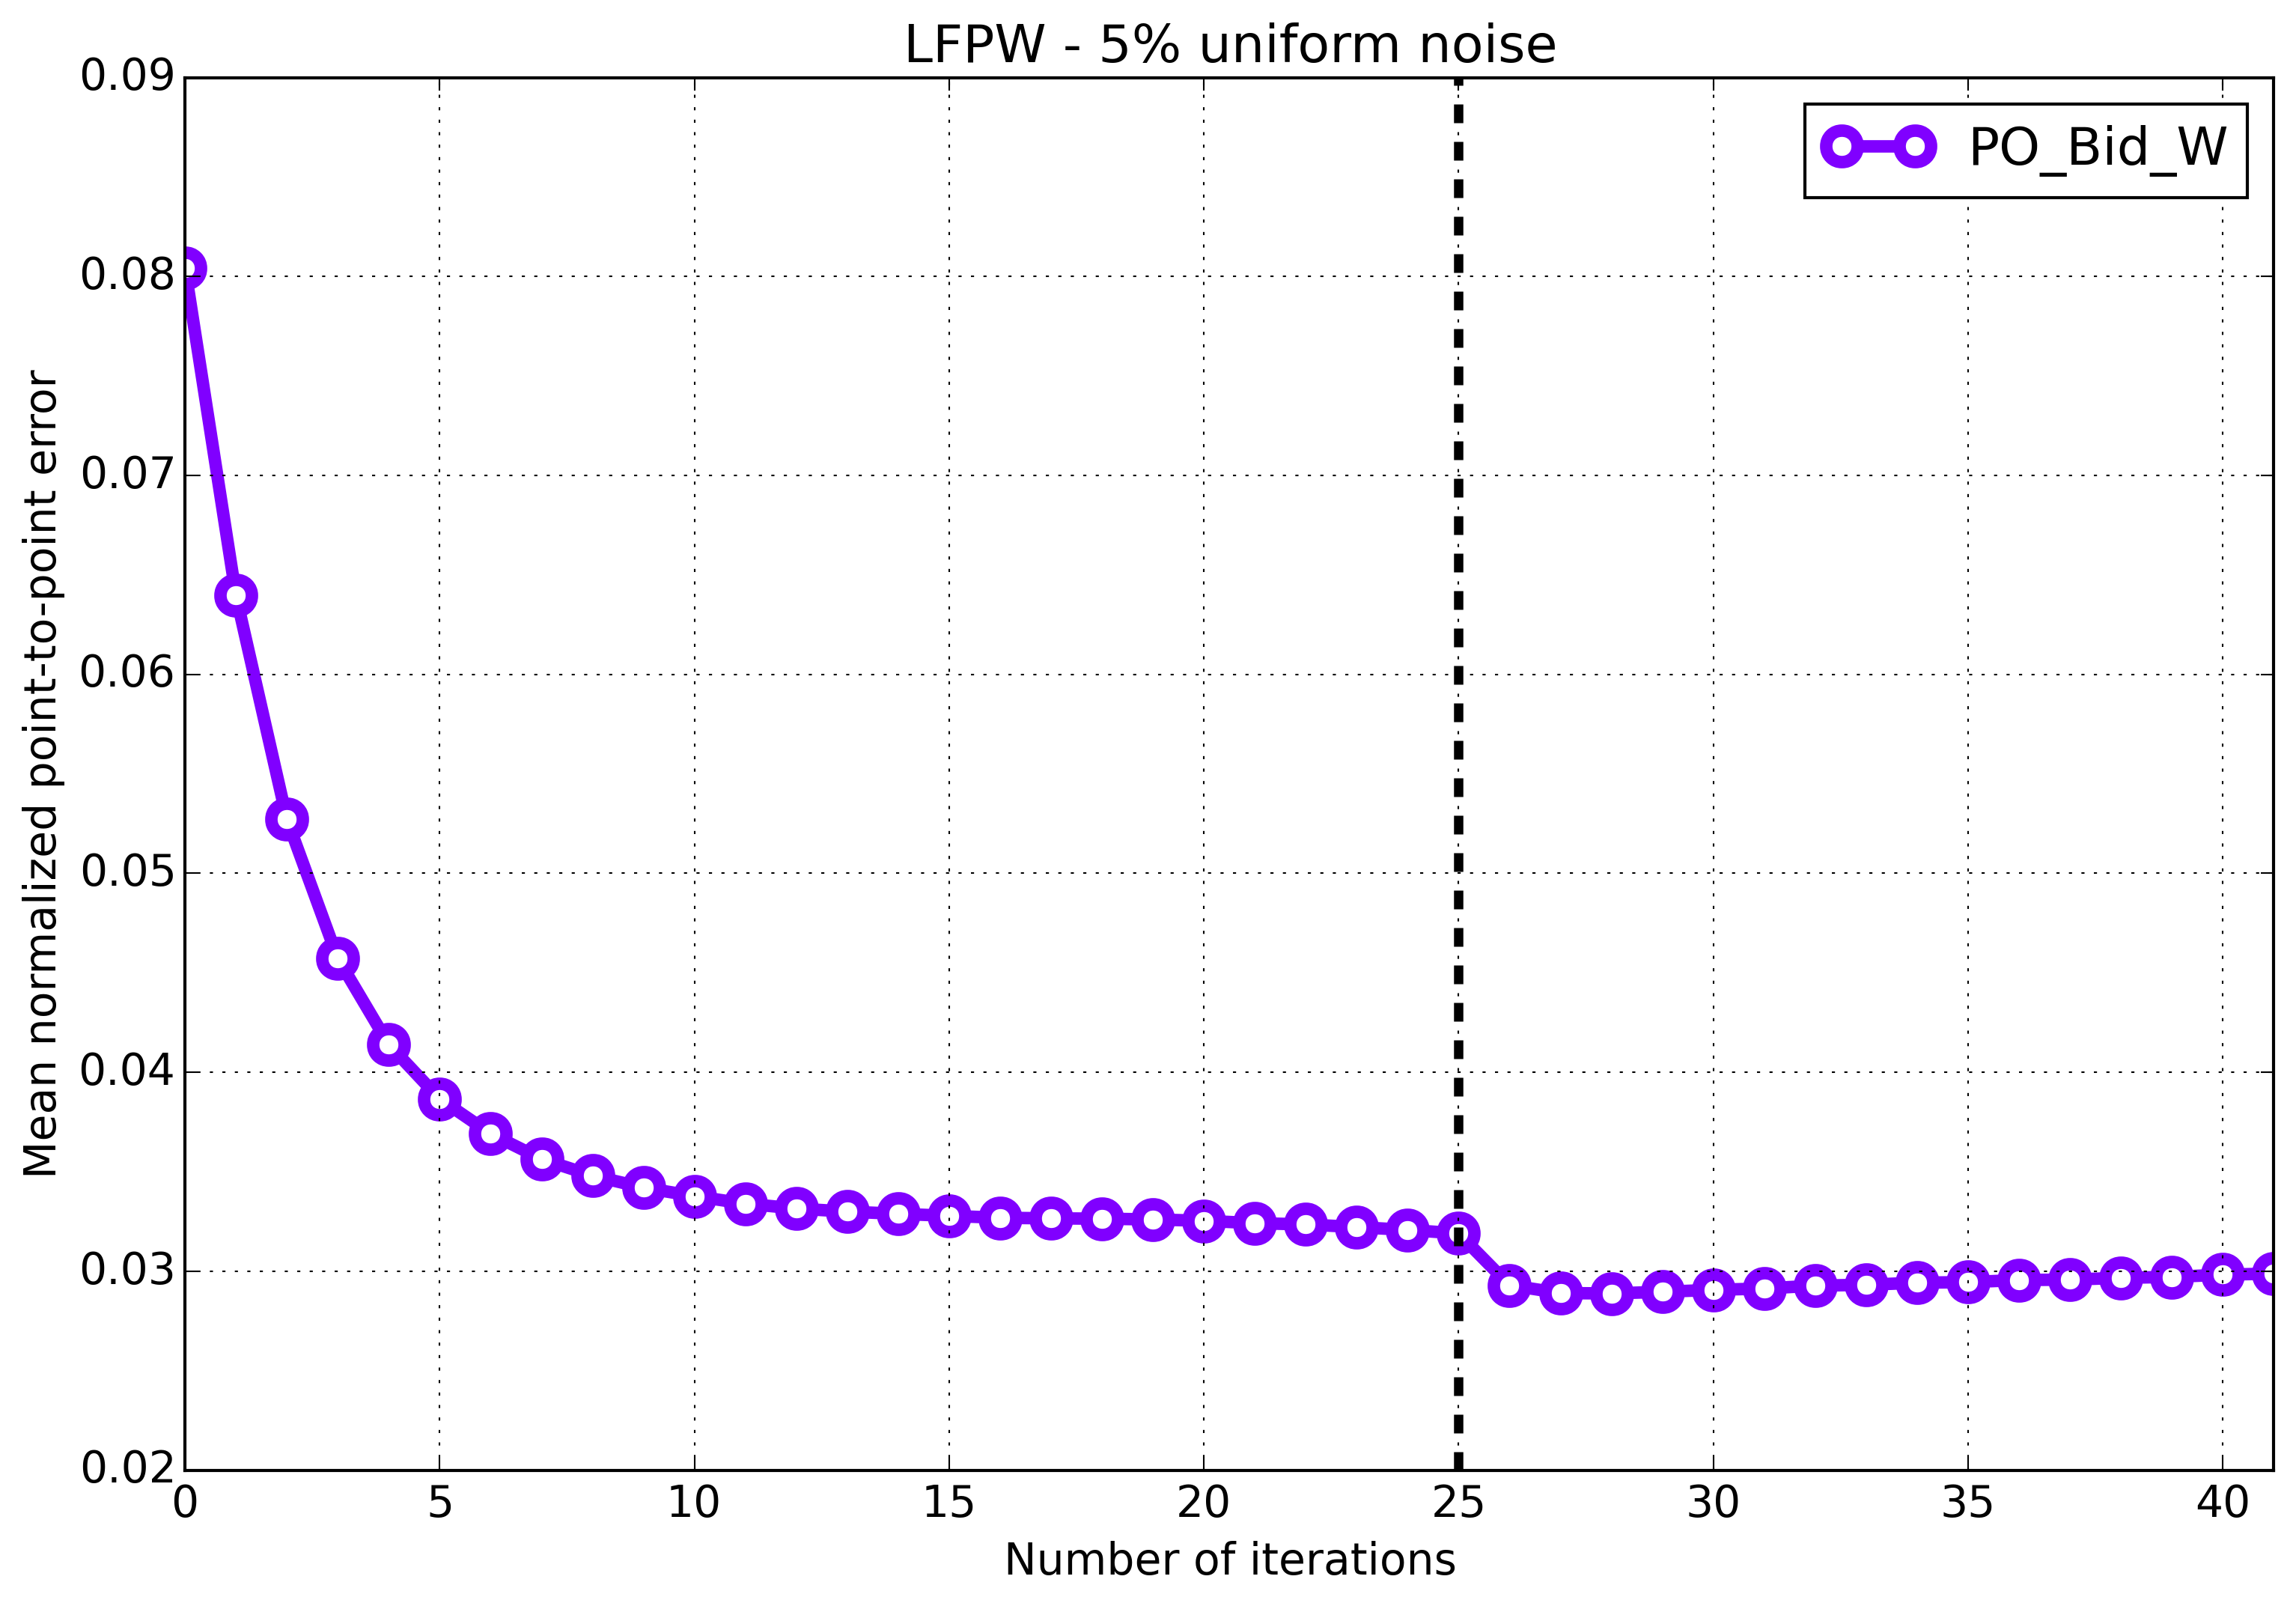 LFPW - 5% uniform noise
PO_Bid_W
Mean normalized point-to-point error
0.09
0.08
0.07
0.06
0.05
0.04
0.03
0.02
0 5 10 15 20 25 30 35 40
Number of iterations